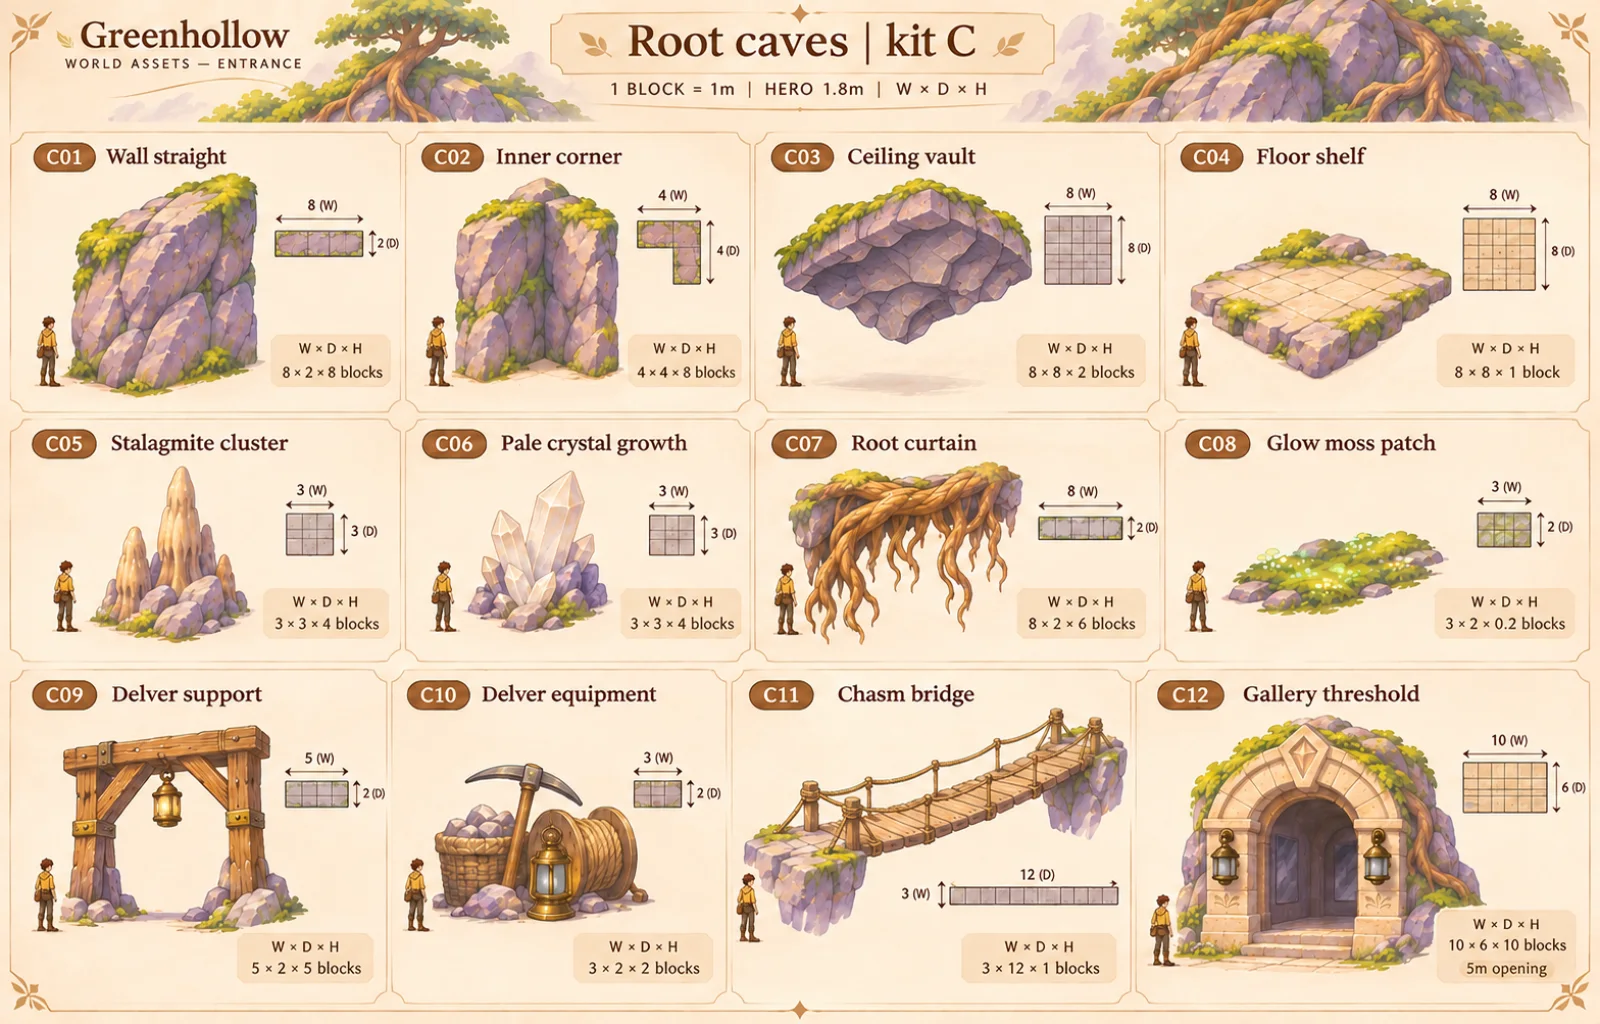 Greenhollow
WORLD ASSETS — ENTRANCE
Root caves | kit C
1 BLOCK = 1m | HERO 1.8m | W × D × H
C01 Wall straight
8 (W)
2 (D)
W × D × H
8 × 2 × 8 blocks
C02 Inner corner
4 (W)
4 (D)
W × D × H
4 × 4 × 8 blocks
C03 Ceiling vault
8 (W)
8 (D)
W × D × H
8 × 8 × 2 blocks
C04 Floor shelf
8 (W)
8 (D)
W × D × H
8 × 8 × 1 block
C05 Stalagmite cluster
3 (W)
3 (D)
W × D × H
3 × 3 × 4 blocks
C06 Pale crystal growth
3 (W)
3 (D)
W × D × H
3 × 3 × 4 blocks
C07 Root curtain
8 (W)
2 (D)
W × D × H
8 × 2 × 6 blocks
C08 Glow moss patch
3 (W)
2 (D)
W × D × H
3 × 2 × 0.2 blocks
C09 Delver support
5 (W)
2 (D)
W × D × H
5 × 2 × 5 blocks
C10 Delver equipment
3 (W)
2 (D)
W × D × H
3 × 2 × 2 blocks
C11 Chasm bridge
12 (D)
3 (W)
W × D × H
3 × 12 × 1 blocks
C12 Gallery threshold
10 (W)
6 (D)
W × D × H
10 × 6 × 10 blocks
5m opening